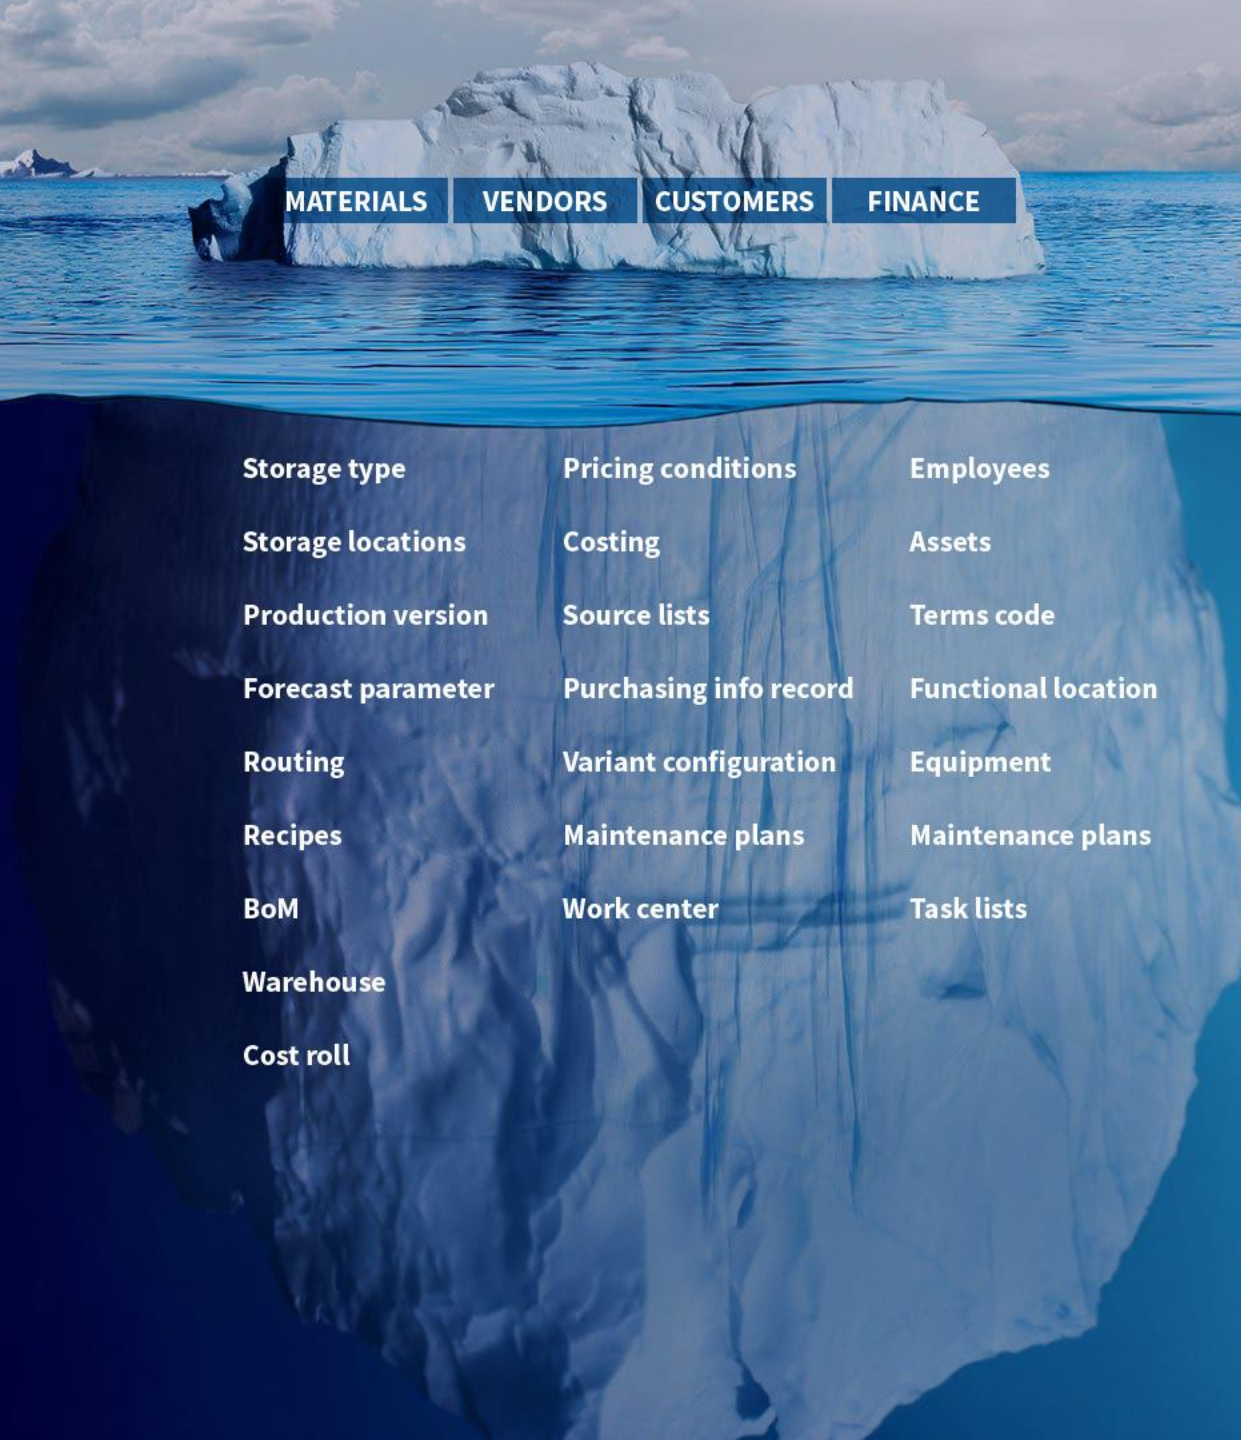 MATERIALS VENDORS CUSTOMERS FINANCE
Storage type
Storage locations
Production version
Forecast parameter
Routing
Recipes
BoM
Warehouse
Cost roll
Pricing conditions
Costing
Source lists
Purchasing info record
Variant configuration
Maintenance plans
Work center
Employees
Assets
Terms code
Functional location
Equipment
Maintenance plans
Task lists